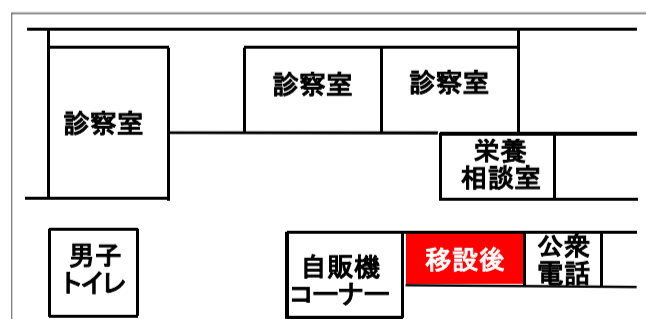 診察室
診察室
診察室
栄養
相談室
男子
トイレ
自販機
コーナー
移設後
公衆
電話